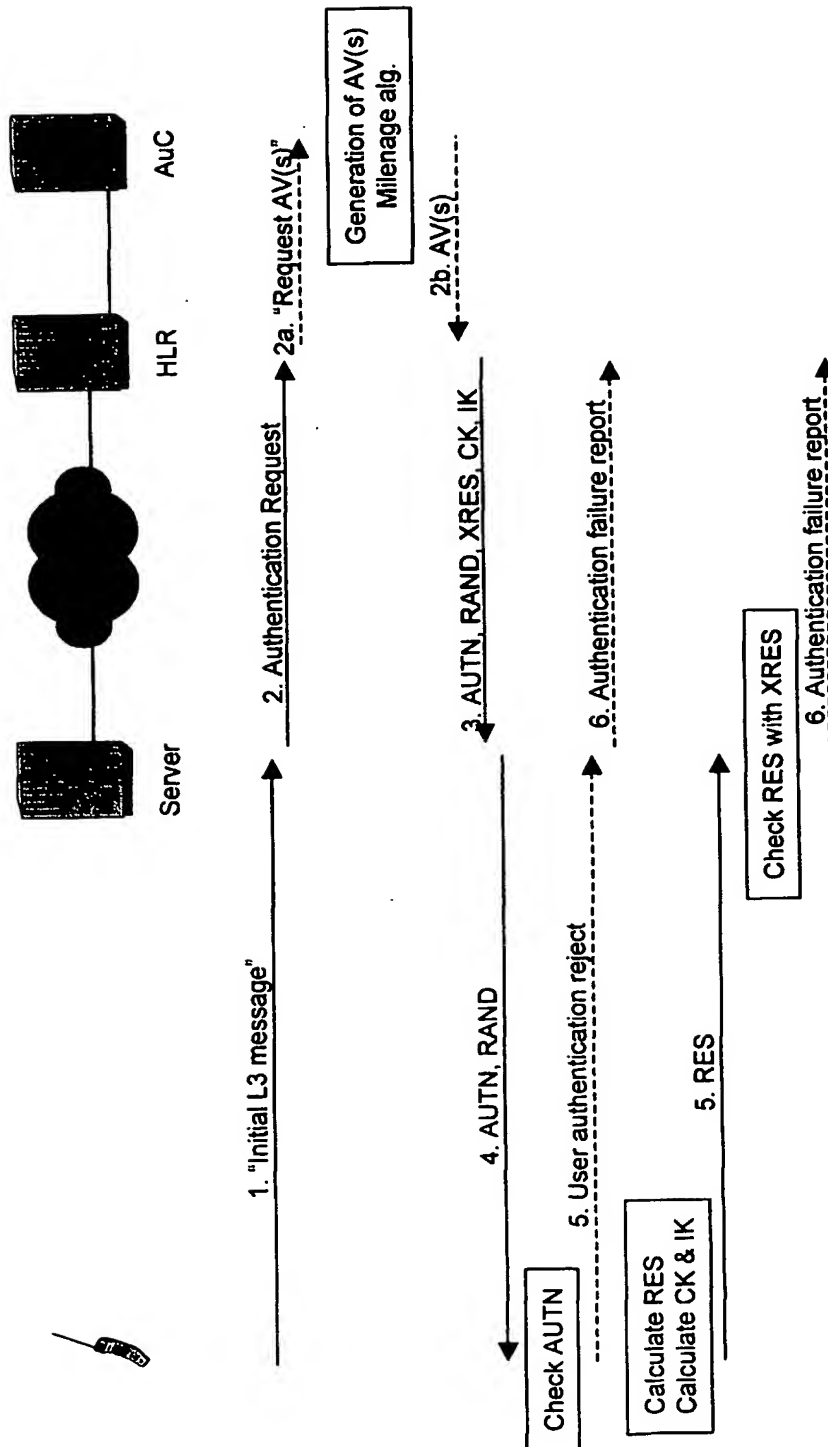 Server
HLR
AuC
1. “Initial L3 message”
2. Authentication Request
2a. “Request AV(s)”
Generation of AV(s)
Milenage alg.
2b. AV(s)
3. AUTN, RAND, XRES, CK, IK
4. AUTN, RAND
Check AUTN
5. User authentication reject
6. Authentication failure report
Calculate RES
Calculate CK & IK
5. RES
Check RES with XRES
6. Authentication failure report